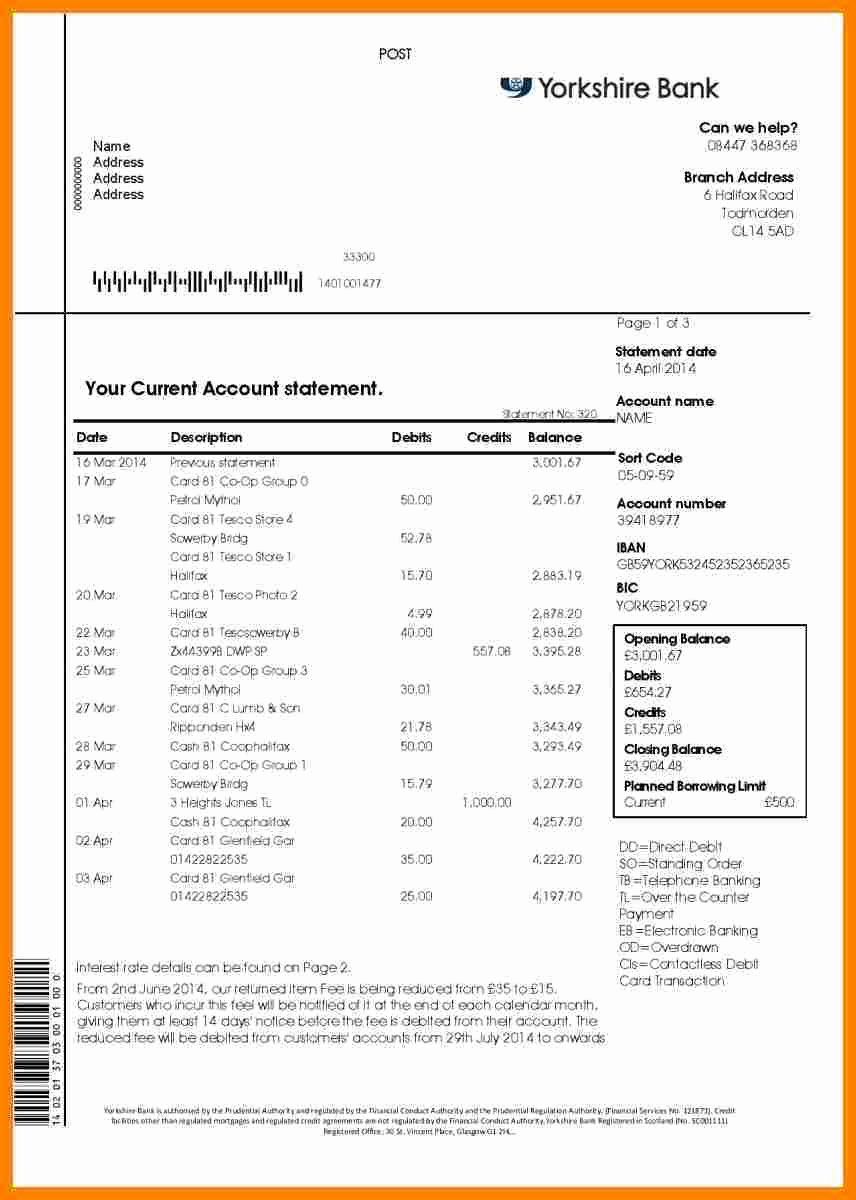 POST
Yorkshire Bank
Can we help?
08447 368368
Name
Address
Address
Address
000000000
Branch Address
6 Halifax Road
Todmorden
OL14 5AD
33300
1401001477
Page 1 of 3
Statement date
16 April 2014
Your Current Account statement.
Account name
NAME
Statement No: 320
Date Description Debits Credits Balance
16 Mar 2014 Previous statement 3,001.67
17 Mar Card 81 Co-Op Group 0
Petrol Mythol 50.00 2,951.67
19 Mar Card 81 Tesco Store 4
Sowerby Bridg 52.78
Card 81 Tesco Store 1
Halifax 15.70 2,883.19
20 Mar Card 81 Tesco Photo 2
Halifax 4.99 2,878.20
22 Mar Card 81 Tescosowerby B 40.00 2,838.20
23 Mar Zx443998 DWP SP 557.08 3,395.28
25 Mar Card 81 Co-Op Group 3
Petrol Mythol 30.01 3,365.27
27 Mar Card 81 C Lumb & Son
Ripponden Hx4 21.78 3,343.49
28 Mar Cash 81 Coophalifax 50.00 3,293.49
29 Mar Card 81 Co-Op Group 1
Sowerby Birdg 15.79 3,277.70
01 Apr 3 Heights Jones TL 1,000.00
Cash 81 Coophalifax 20.00 4,257.70
02 Apr Card 81 Glenfield Gar
01422822535 35.00 4,222.70
03 Apr Card 81 Glenfield Gar
01422822535 25.00 4,197.70
Sort Code
05-09-59
Account number
39418977
IBAN
GB59YORK532452352365235
BIC
YORKGB21959
Opening Balance
£3,001.67
Debits
£654.27
Credits
£1,557.08
Closing Balance
£3,904.48
Planned Borrowing Limit
Current £500
DD=Direct Debit
SO=Standing Order
TB=Telephone Banking
TL=Over the Counter
Payment
EB=Electronic Banking
OD=Overdrawn
Cls=Contactless Debit
Card Transaction
Interest rate details can be found on Page 2.
From 2nd June 2014, our returned Item Fee is being reduced from £35 to £15.
Customers who incur this feel will be notified of it at the end of each calendar month,
giving them at least 14 days' notice before the fee is debited from their account. The
reduced fee will be debited from customers' accounts from 29th July 2014 to onwards
14 02 01 37 03 00 01 00 0
Yorkshire Bank is authorised by the Prudential Authority and regulated by the Financial Conduct Authority and the Prudential Regulation Authority. (Financial Services No. 121873). Credit
facilities other than regulated mortgages and regulated credit agreements are not regulated by the Financial Conduct Authority. Yorkshire Bank Registered in Scotland (No. SC001111)
Registered Office: 30 St. Vincent Place, Glasgow G1 2H...